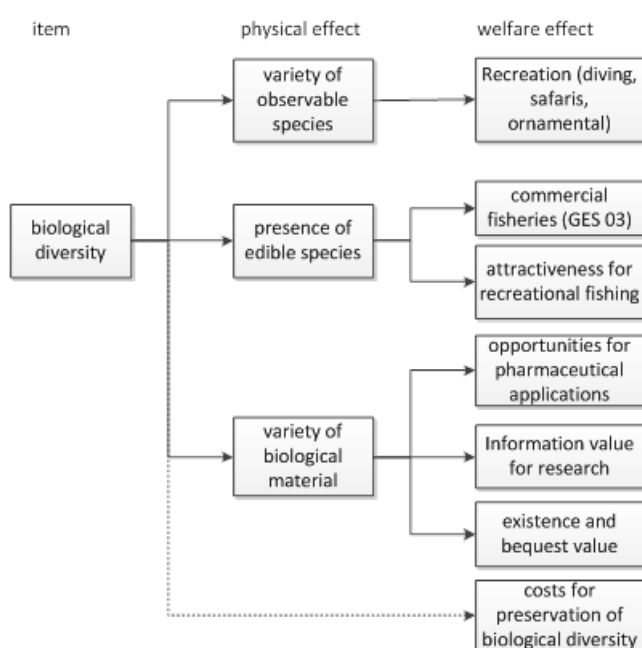 item
physical effect
welfare effect
variety of
observable
species
Recreation (diving,
safaris,
ornamental)
biological
diversity
presence of
edible species
commercial
fisheries (GES 03)
attractiveness for
recreational fishing
variety of
biological
material
opportunities for
pharmaceutical
applications
Information value
for research
existence and
bequest value
costs for
preservation of
biological diversity